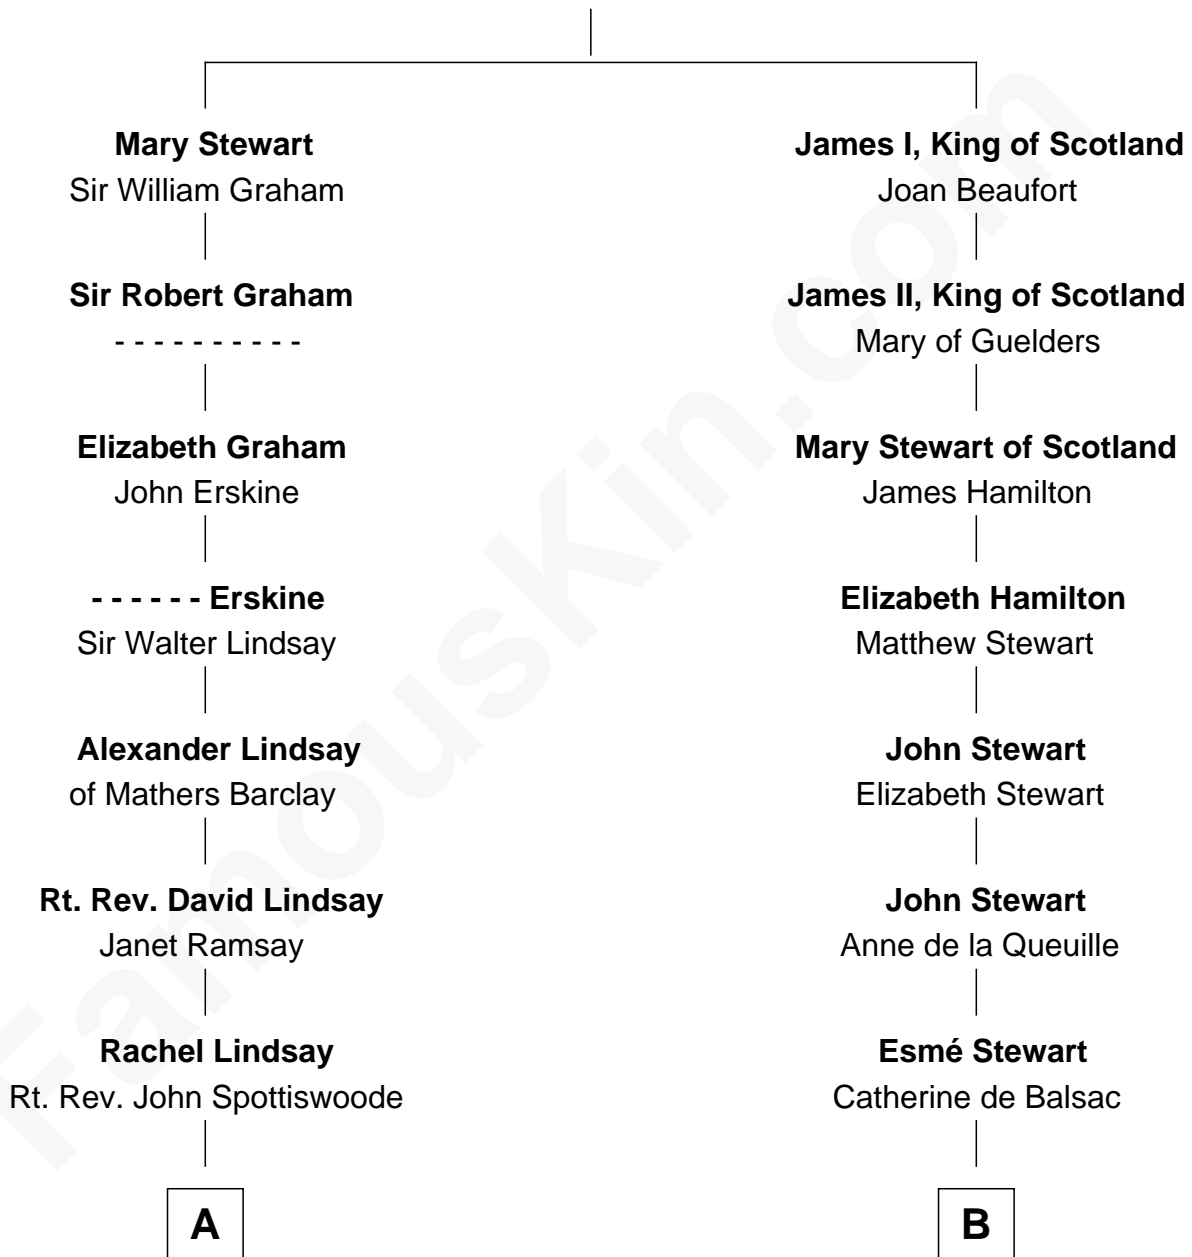 Mary Stewart
Sir William Graham
Sir Robert Graham
- - - - - - - - - -
Elizabeth Graham
John Erskine
- - - - - - Erskine
Sir Walter Lindsay
Alexander Lindsay
of Mathers Barclay
Rt. Rev. David Lindsay
Janet Ramsay
Rachel Lindsay
Rt. Rev. John Spottiswoode
A
James I, King of Scotland
Joan Beaufort
James II, King of Scotland
Mary of Guelders
Mary Stewart of Scotland
James Hamilton
Elizabeth Hamilton
Matthew Stewart
John Stewart
Elizabeth Stewart
John Stewart
Anne de la Queuille
Esmé Stewart
Catherine de Balsac
B
FamousKin.com